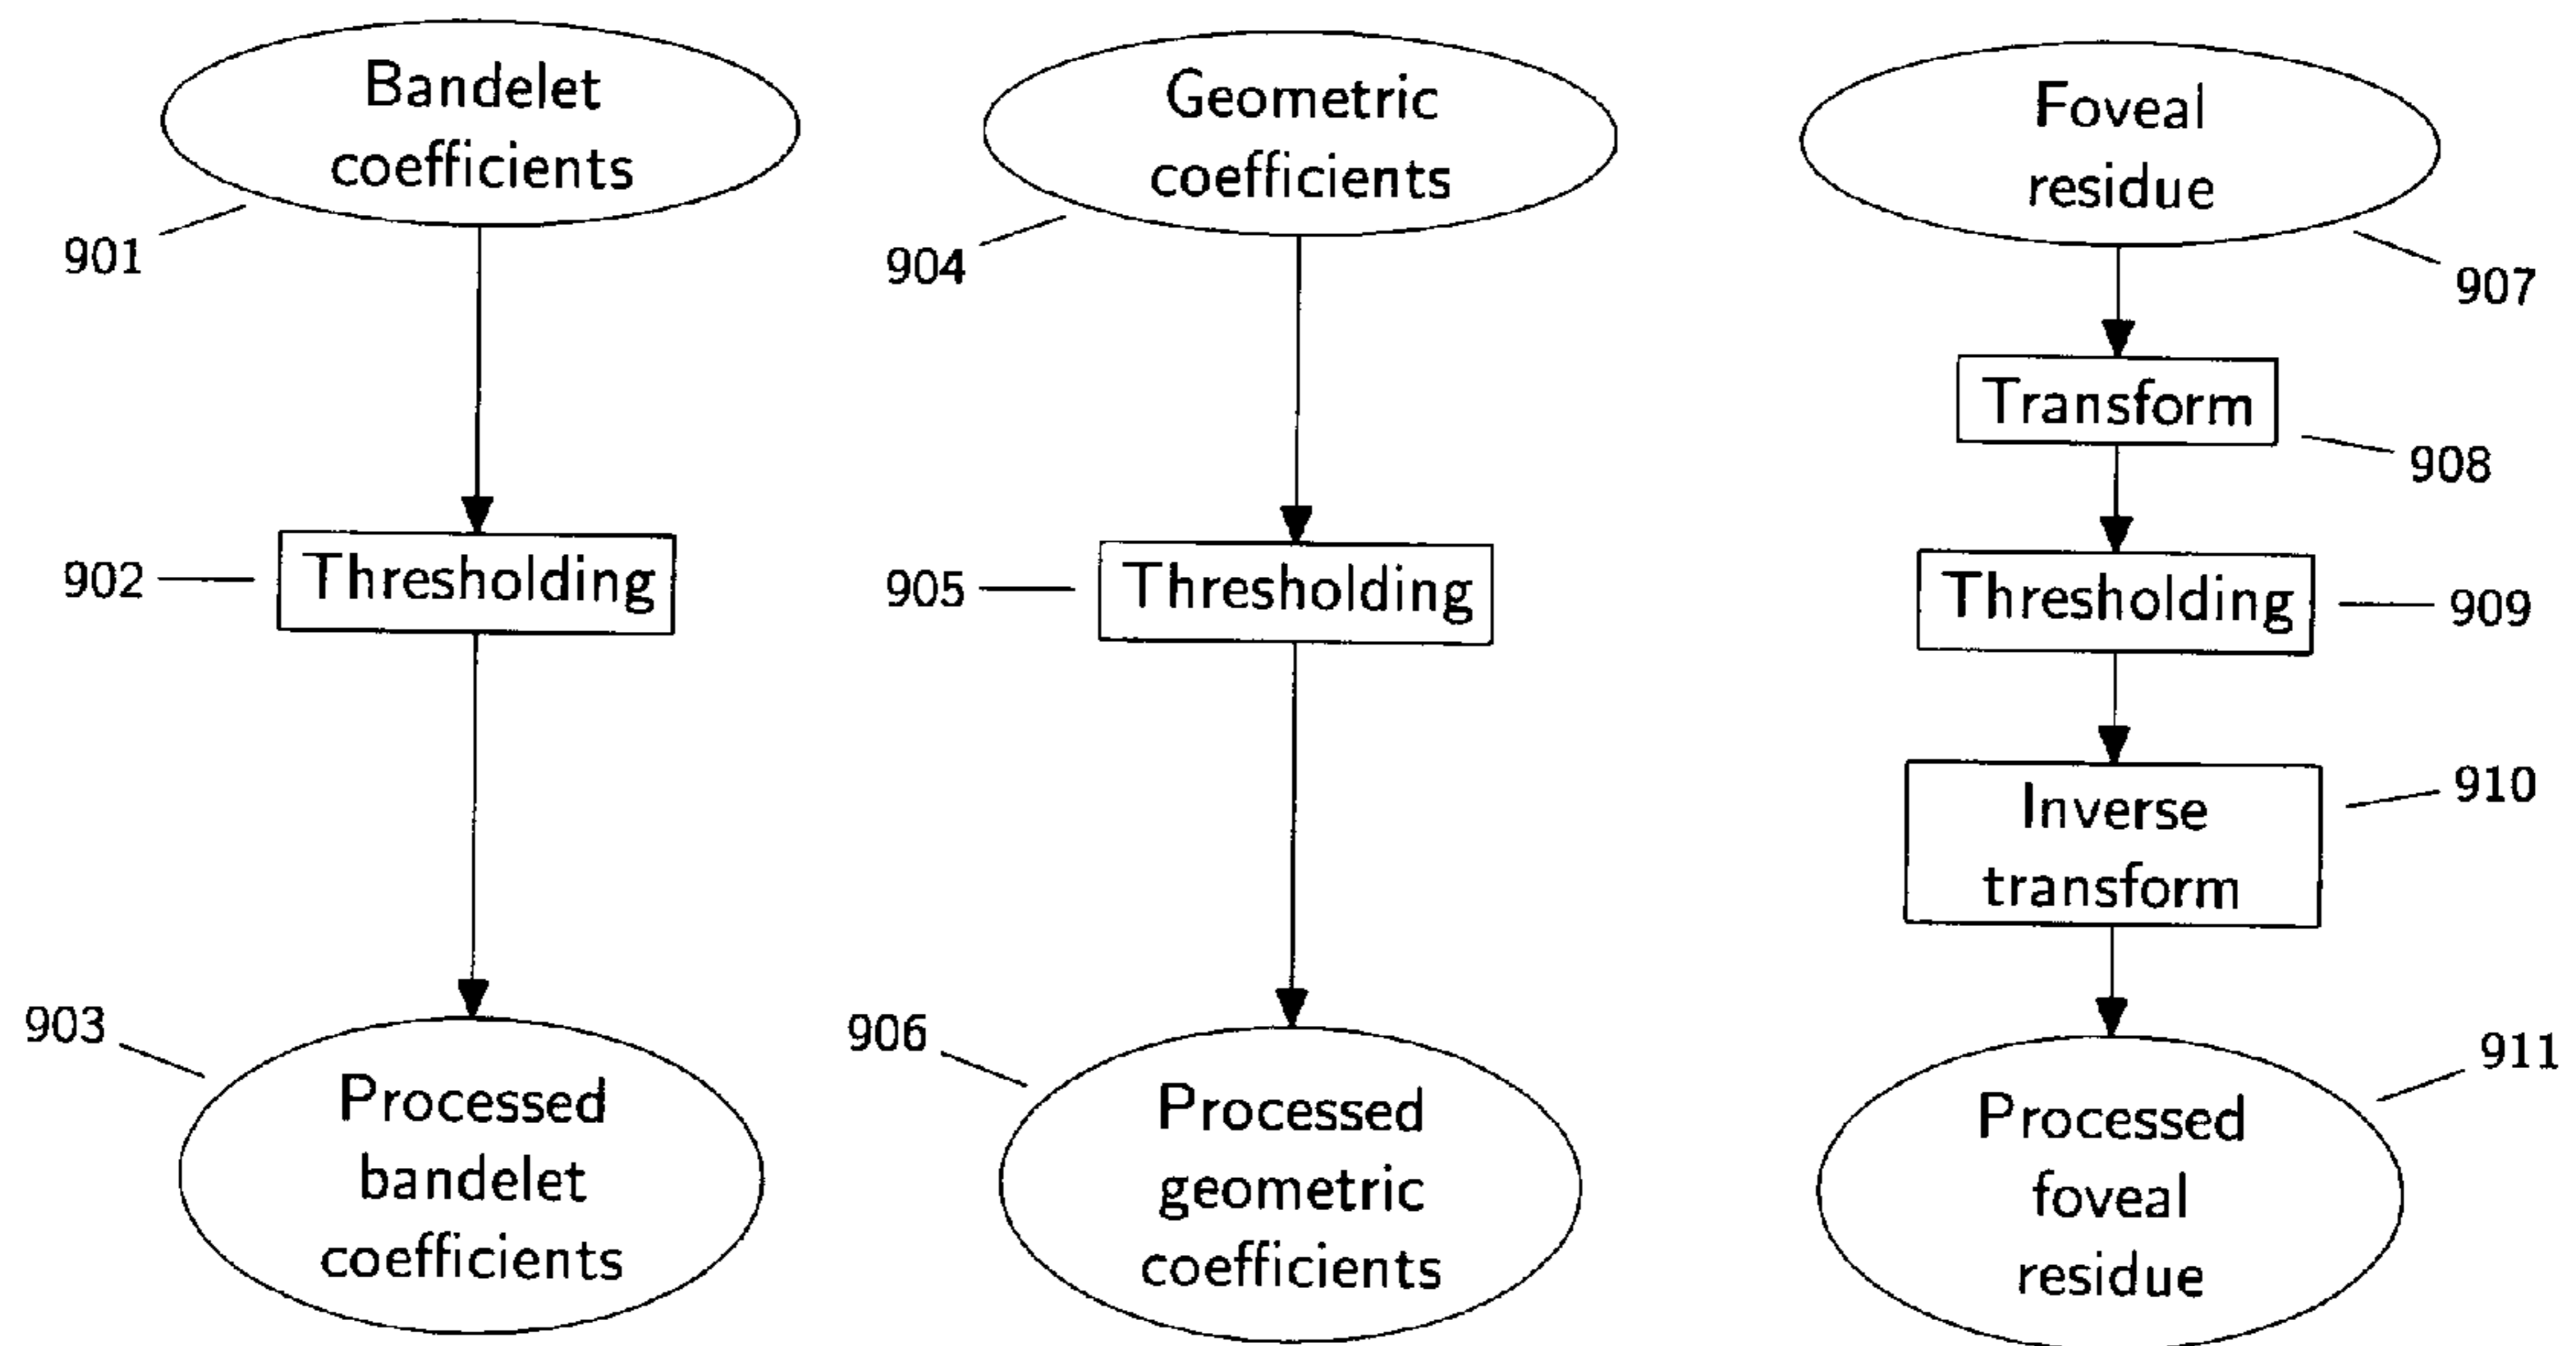 Bandelet
coefficients
901
Thresholding
902
Processed
bandelet
coefficients
903
Geometric
coefficients
904
Thresholding
905
Processed
geometric
coefficients
906
Foveal
residue
907
Transform
908
Thresholding
909
Inverse
transform
910
Processed
foveal
residue
911